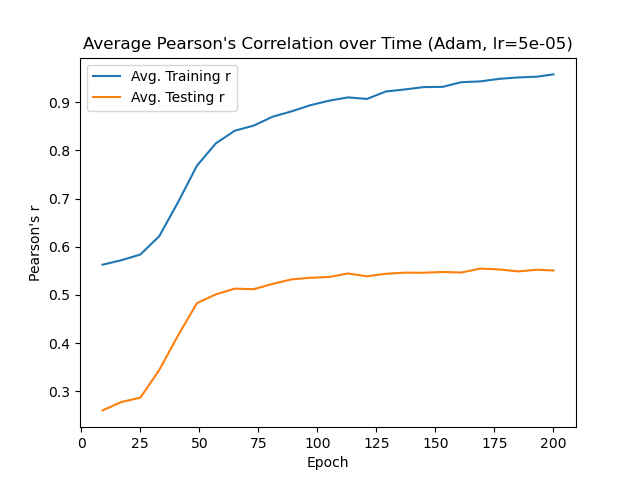 Average Pearson's Correlation over Time (Adam, lr=5e-05)
Avg. Training r
Avg. Testing r
Pearson's r
0.9
0.8
0.7
0.6
0.5
0.4
0.3
0 25 50 75 100 125 150 175 200
Epoch